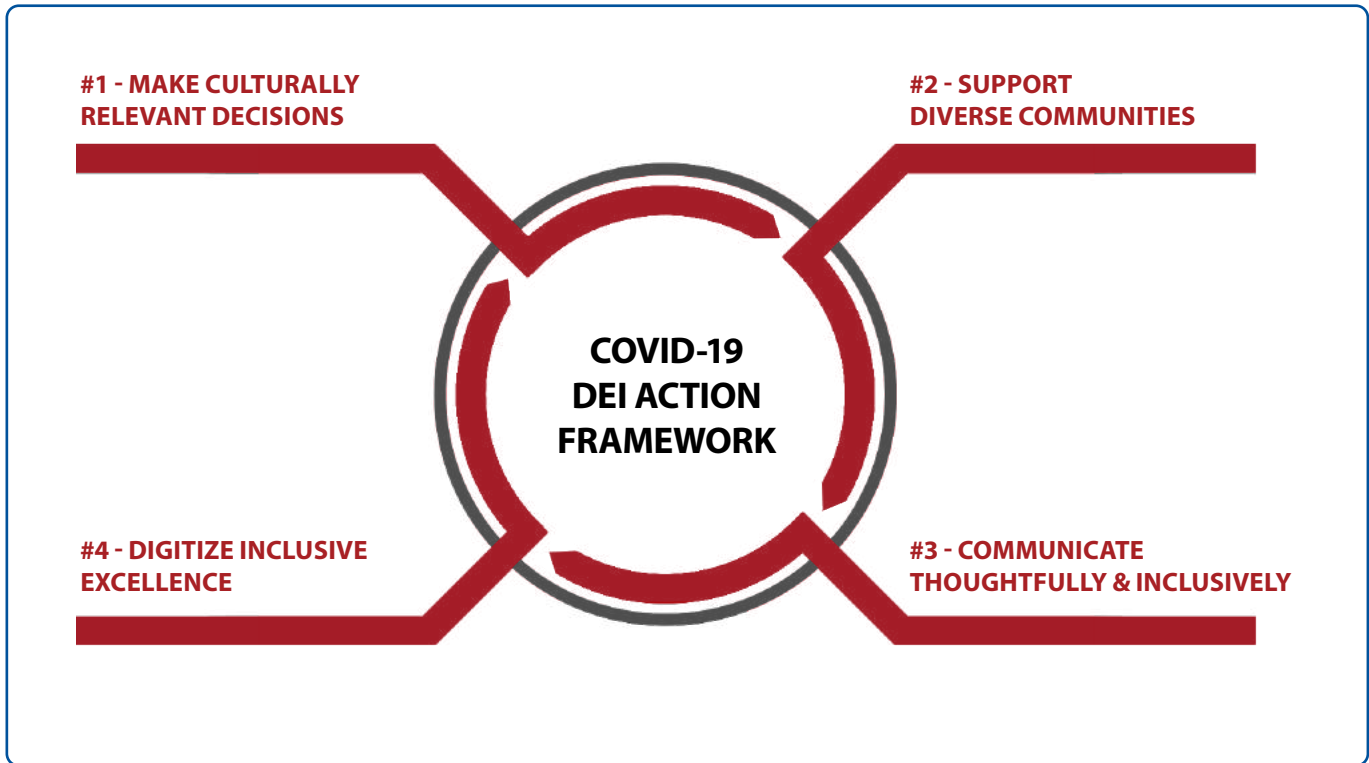 #1 - MAKE CULTURALLY
RELEVANT DECISIONS
#2 - SUPPORT
DIVERSE COMMUNITIES
COVID-19
DEI ACTION
FRAMEWORK
#4 - DIGITIZE INCLUSIVE
EXCELLENCE
#3 - COMMUNICATE
THOUGHTFULLY & INCLUSIVELY